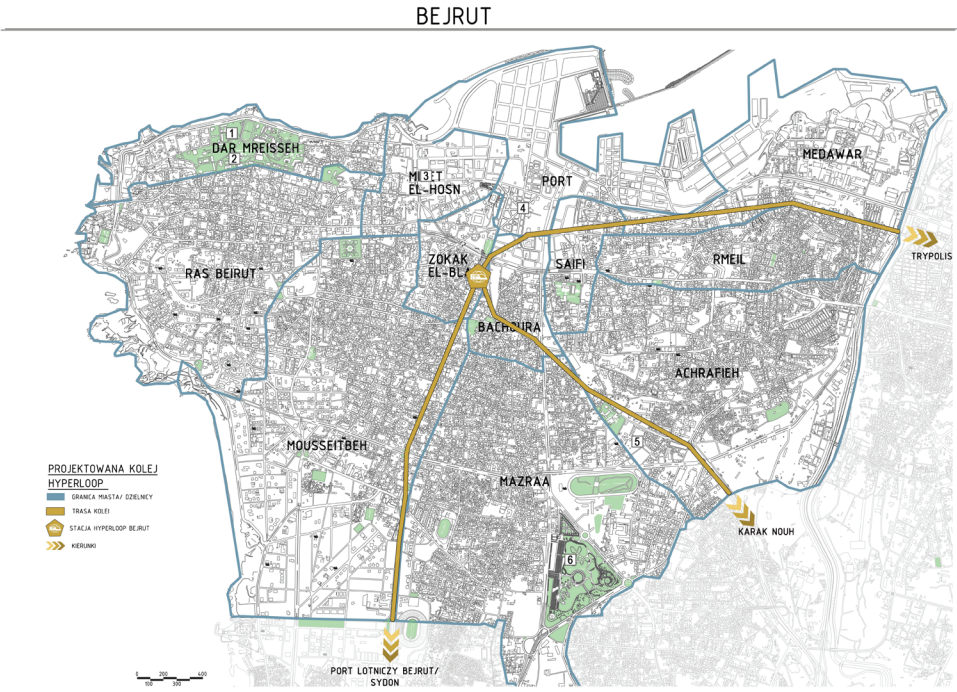 BEJRUT
1
DAR MREISSEH
2
3
EL-HOSN
PORT
4
MEDAWAR
TRYPOLIS
RAS BEIRUT
ZOKAK
SAIFI
RMEIL
BACHOURA
ACHRAFIEH
MOUSSEITBEH
5
MAZRAA
KARAK NOUH
6
PROJEKTOWANA KOLEJ
HYPERLOOP
GRANICA MIASTA/ DZIELNICY
TRASA KOLEI
STACJA HYPERLOOP BEJRUT
KIERUNKI
PORT LOTNICZY BEJRUT/
SYDON
0 200 400
100 300